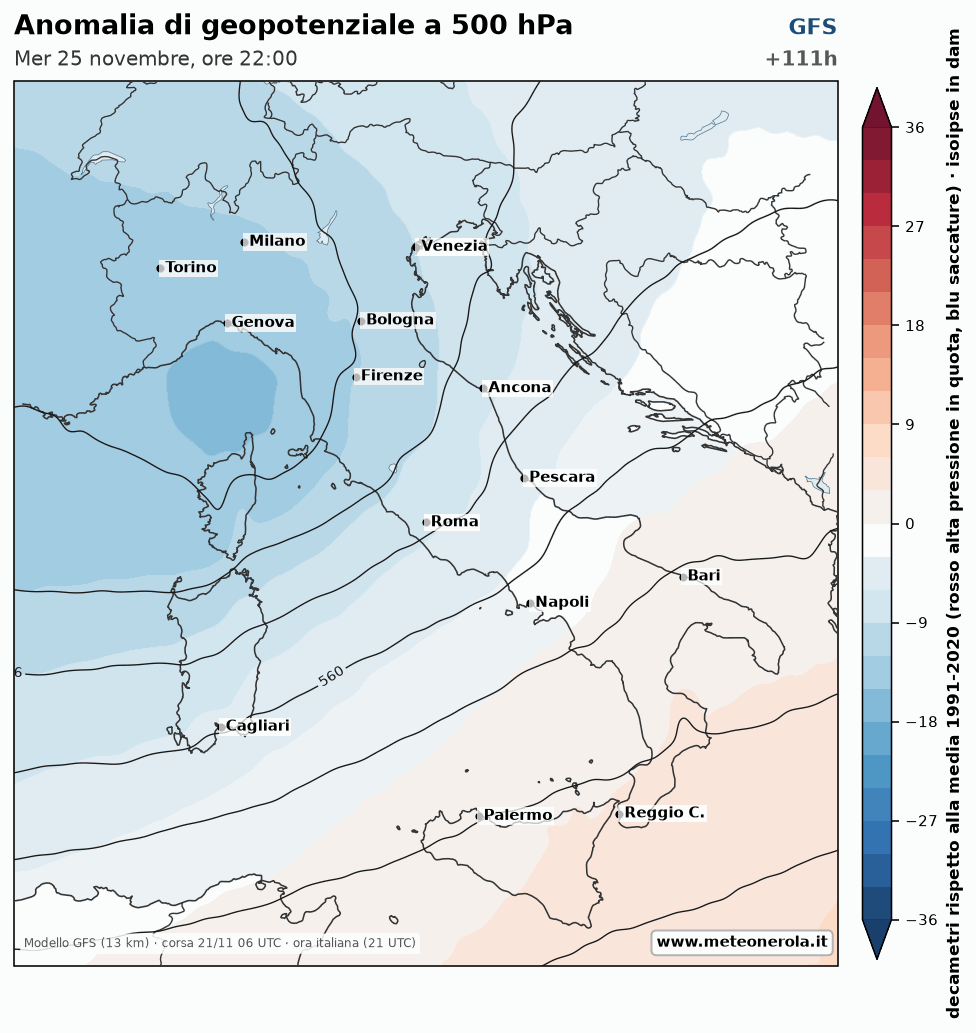 Anomalia di geopotenziale a 500 hPa
GFS
Mer 25 novembre, ore 22:00
+111h
Milano
Venezia
Torino
Genova
Bologna
Firenze
Ancona
Pescara
Roma
Bari
Napoli
6
560
Cagliari
Palermo
Reggio C.
Modello GFS (13 km) · corsa 21/11 06 UTC · ora italiana (21 UTC)
www.meteonerola.it
36
27
18
9
0
−9
−18
−27
−36
decametri rispetto alla media 1991-2020 (rosso alta pressione in quota, blu saccature) · isoipse in dam